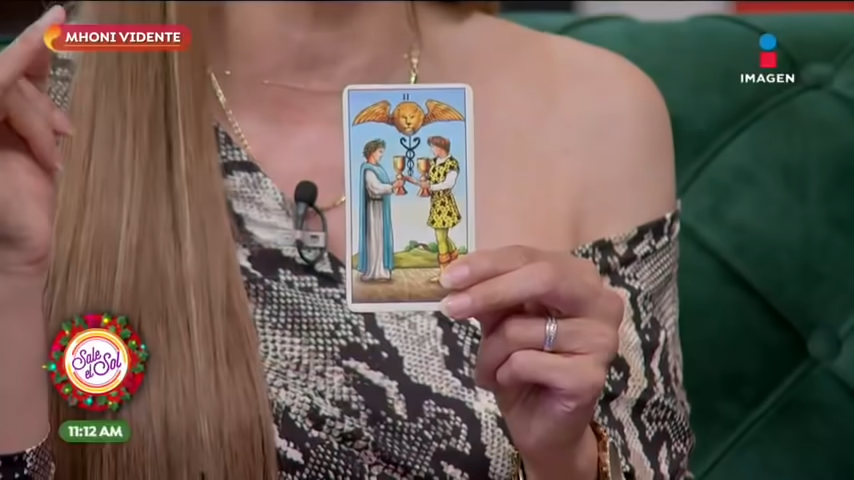 MHONI VIDENTE
IMAGEN
II
Sale
el Sol
11:12 AM